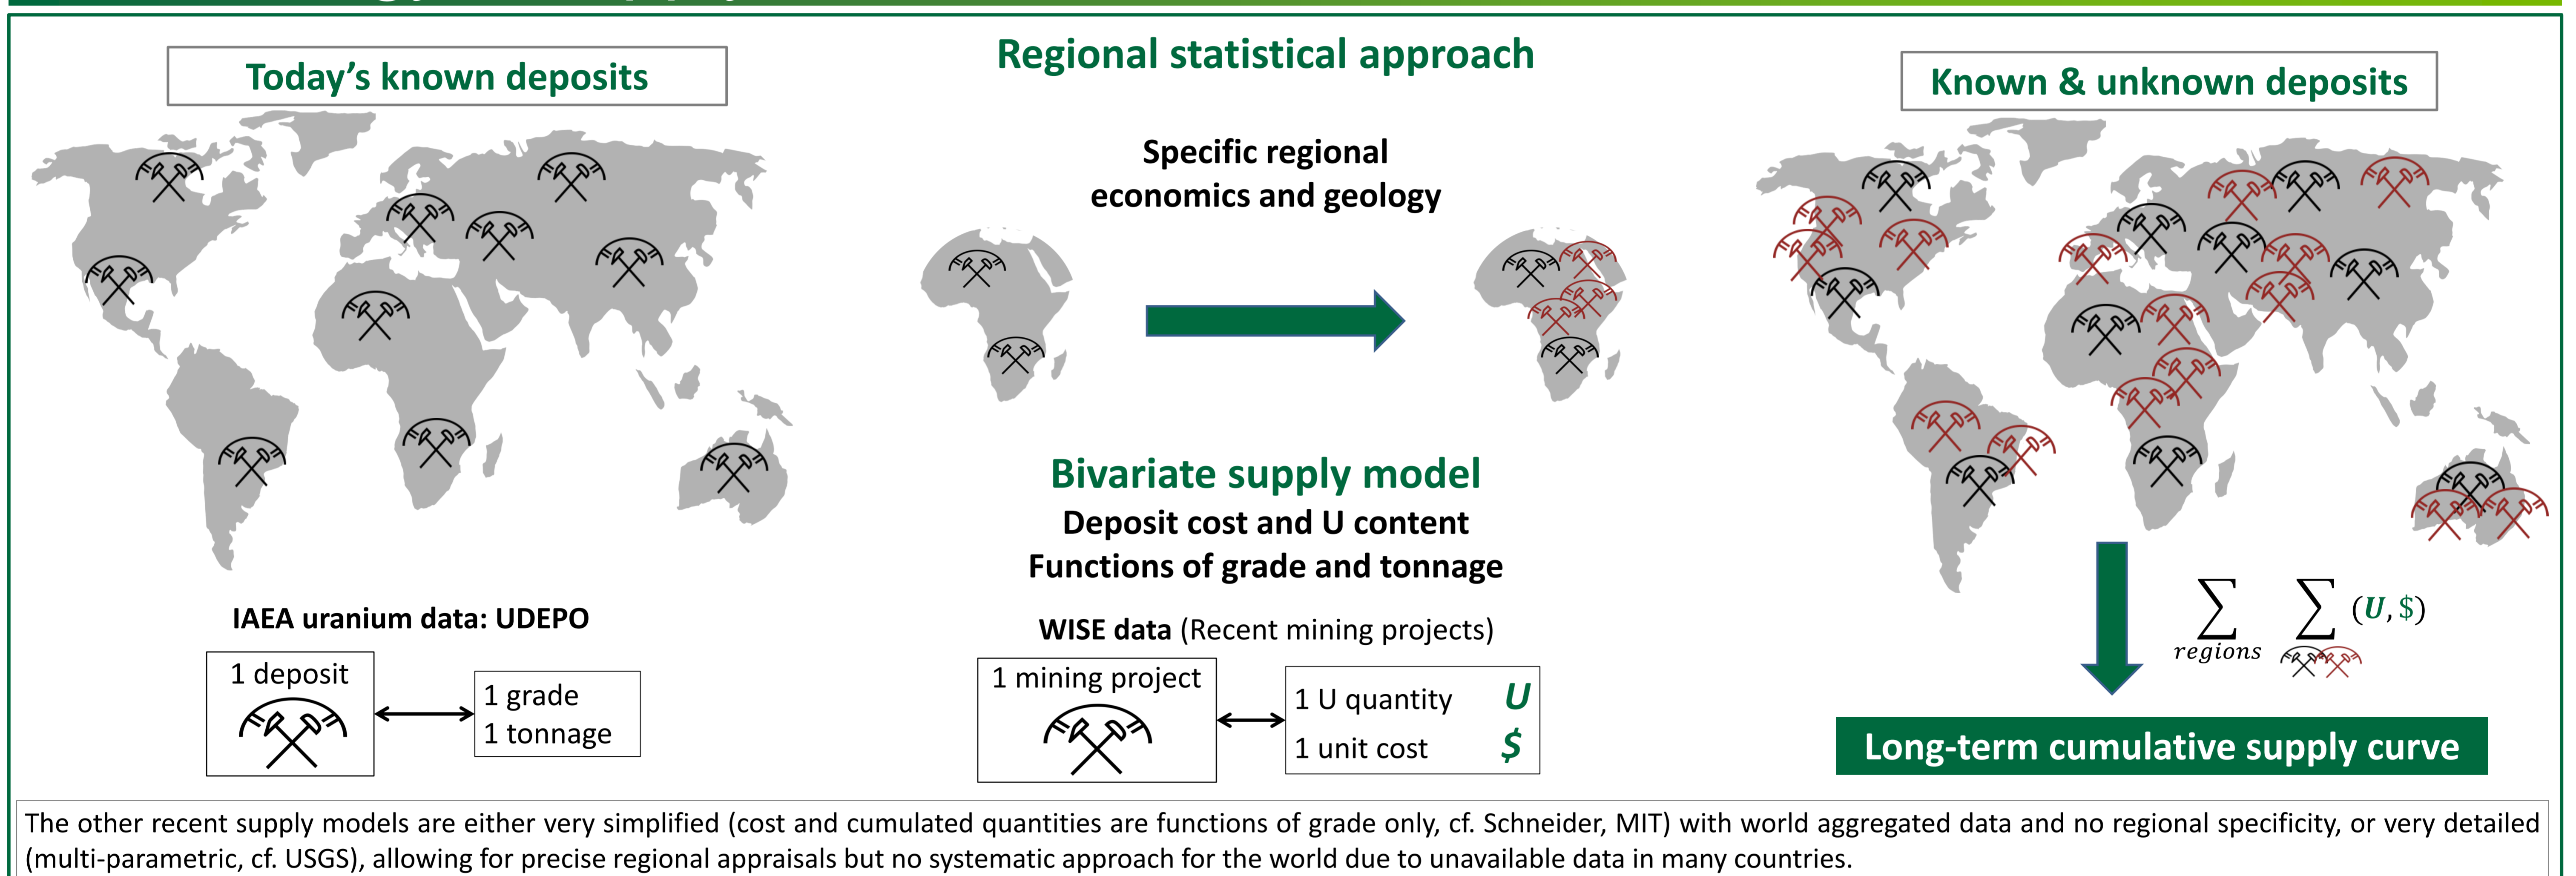 Today's known deposits
Regional statistical approach
Known & unknown deposits
Specific regional
economics and geology
Bivariate supply model
Deposit cost and U content
Functions of grade and tonnage
IAEA uranium data: UDEPO
1 deposit
1 grade
1 tonnage
WISE data (Recent mining projects)
1 mining project
1 U quantity U
1 unit cost $
∑ regions ∑ (U, $)
Long-term cumulative supply curve
The other recent supply models are either very simplified (cost and cumulated quantities are functions of grade only, cf. Schneider, MIT) with world aggregated data and no regional specificity, or very detailed
(multi-parametric, cf. USGS), allowing for precise regional appraisals but no systematic approach for the world due to unavailable data in many countries.